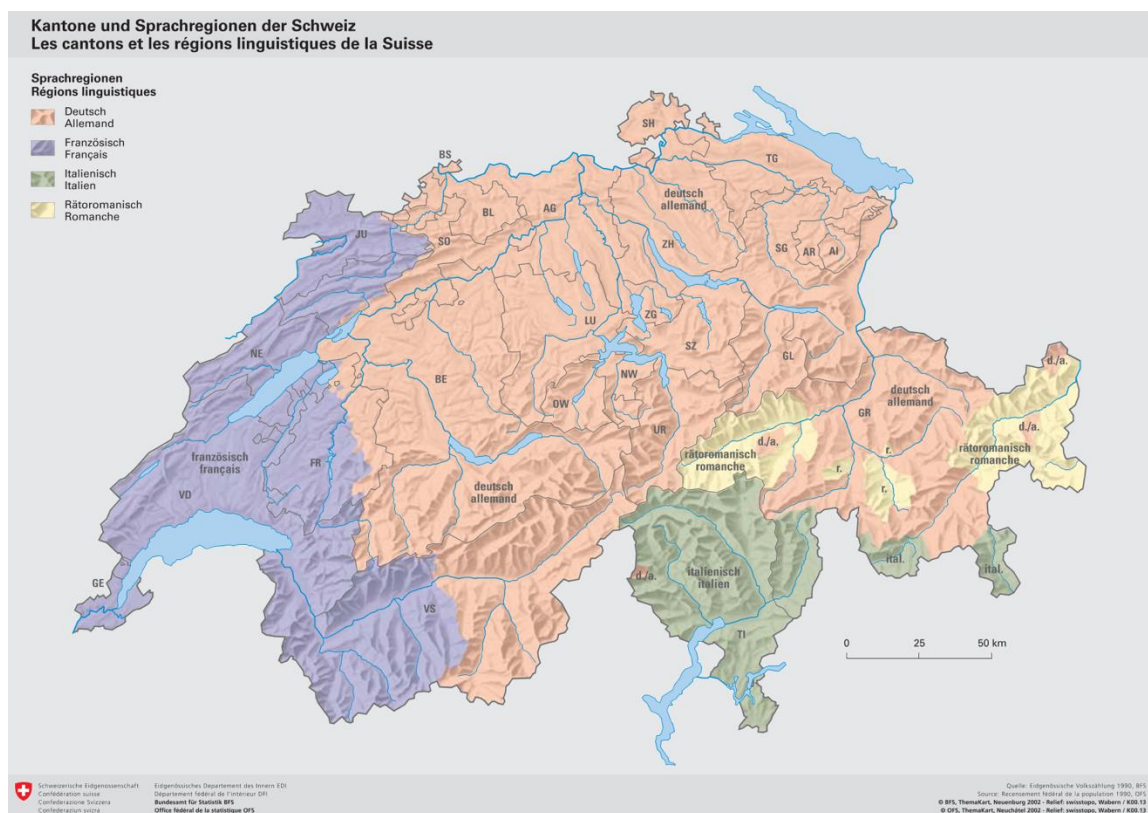 Kantone und Sprachregionen der Schweiz
Les cantons et les régions linguistiques de la Suisse
Sprachregionen
Régions linguistiques
Deutsch
Allemand
Französisch
Français
Italienisch
Italien
Rätoromanisch
Romanche
SH
BS
TG
BL
AG
deutsch
allemand
JU
SO
ZH
SG
AR
AI
LU
ZG
SZ
NE
BE
NW
GL
OW
UR
GR
deutsch
allemand
d./a.
d./a.
d./a.
rätoromanisch
romanche
rätoromanisch
romanche
r.
r.
r.
französisch
français
FR
VD
deutsch
allemand
GE
VS
d./a.
italienisch
italien
ital.
ital.
TI
0 25 50 km
Schweizerische Eidgenossenschaft
Confédération suisse
Confederazione Svizzera
Confederaziun svizra
Eidgenössisches Departement des Innern EDI
Département fédéral de l'intérieur DFI
Bundesamt für Statistik BFS
Office fédéral de la statistique OFS
Quelle: Eidgenössische Volkszählung 1990, BFS
Source: Recensement fédéral de la population 1990, OFS
© BFS, ThemaKart, Neuenburg 2002 - Relief: swisstopo, Wabern / K00.13
© OFS, ThemaKart, Neuchâtel 2002 - Relief: swisstopo, Wabern / K00.13